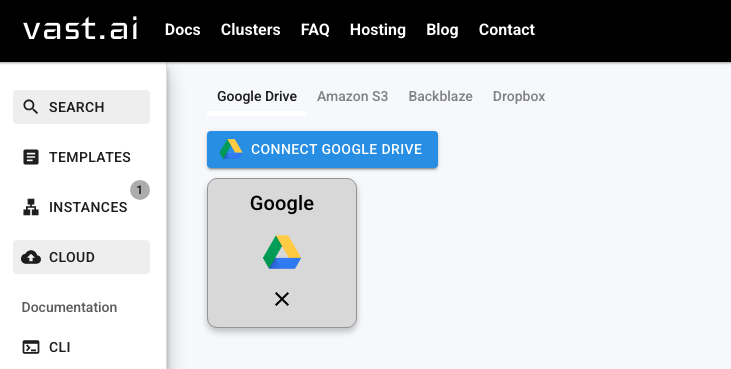 vast.ai Docs Clusters FAQ Hosting Blog Contact
SEARCH
TEMPLATES
1
INSTANCES
CLOUD
Documentation
CLI
Google Drive Amazon S3 Backblaze Dropbox
CONNECT GOOGLE DRIVE
Google